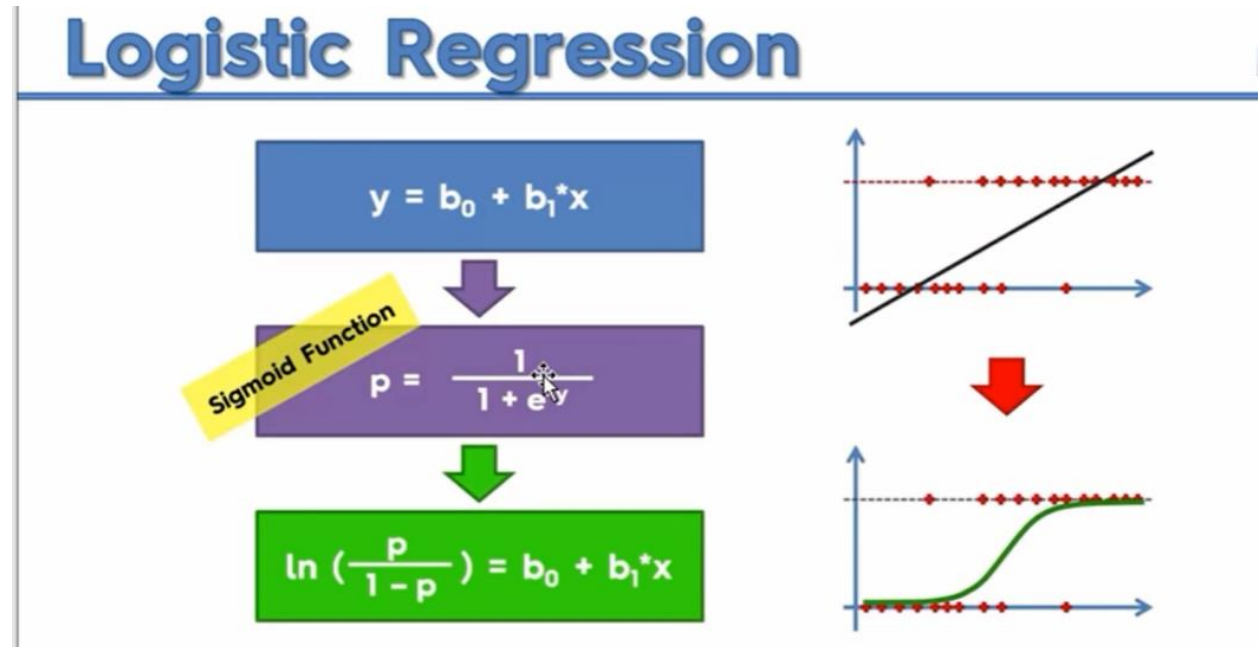 Logistic Regression
y = b₀ + b₁*x
Sigmoid Function
p = 1 / 1 + e⁻ʸ
ln ( p / 1 - p ) = b₀ + b₁*x